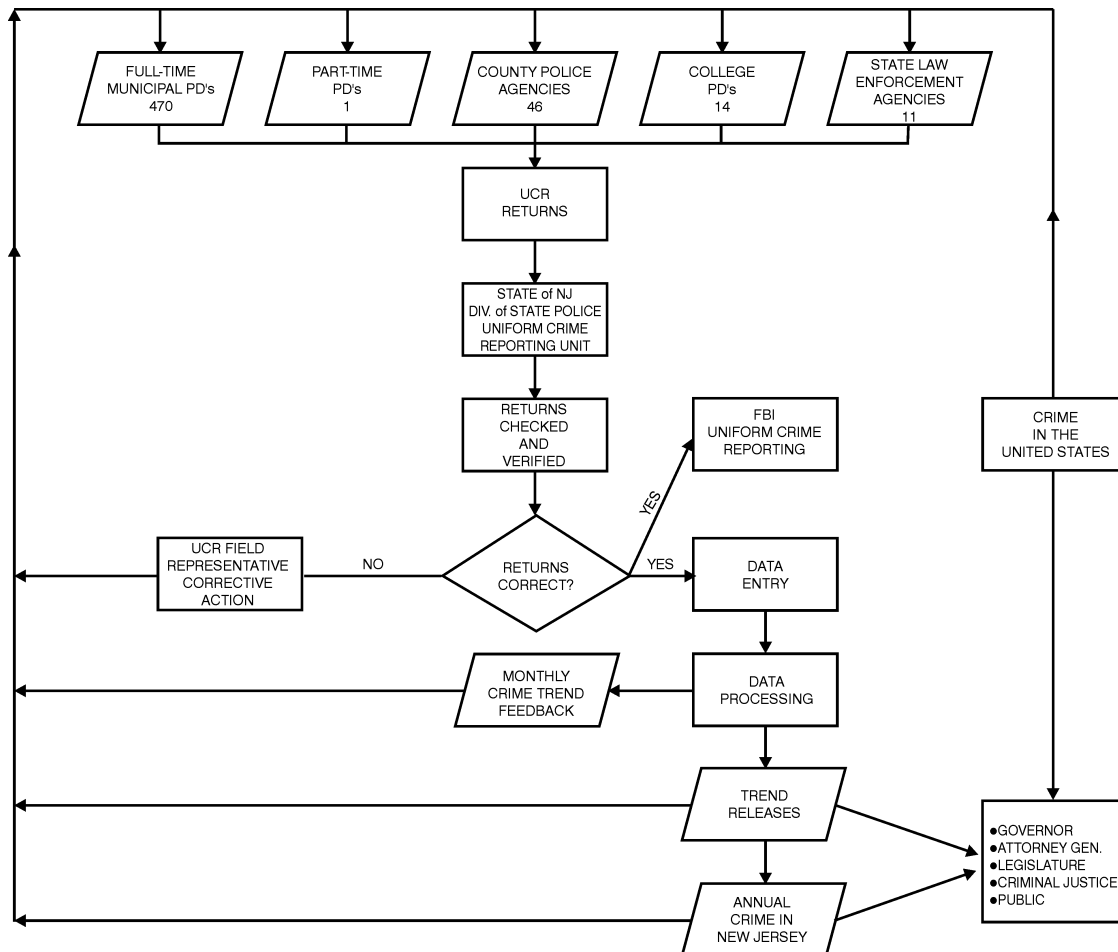 FULL-TIME
MUNICIPAL PD's
470
PART-TIME
PD's
1
COUNTY POLICE
AGENCIES
46
COLLEGE
PD's
14
STATE LAW
ENFORCEMENT
AGENCIES
11
UCR
RETURNS
STATE of NJ
DIV. of STATE POLICE
UNIFORM CRIME
REPORTING UNIT
RETURNS
CHECKED
AND
VERIFIED
FBI
UNIFORM CRIME
REPORTING
CRIME
IN THE
UNITED STATES
YES
UCR FIELD
REPRESENTATIVE
CORRECTIVE
ACTION
NO
RETURNS
CORRECT?
YES
DATA
ENTRY
MONTHLY
CRIME TREND
FEEDBACK
DATA
PROCESSING
TREND
RELEASES
●GOVERNOR
●ATTORNEY GEN.
●LEGISLATURE
●CRIMINAL JUSTICE
●PUBLIC
ANNUAL
CRIME IN
NEW JERSEY